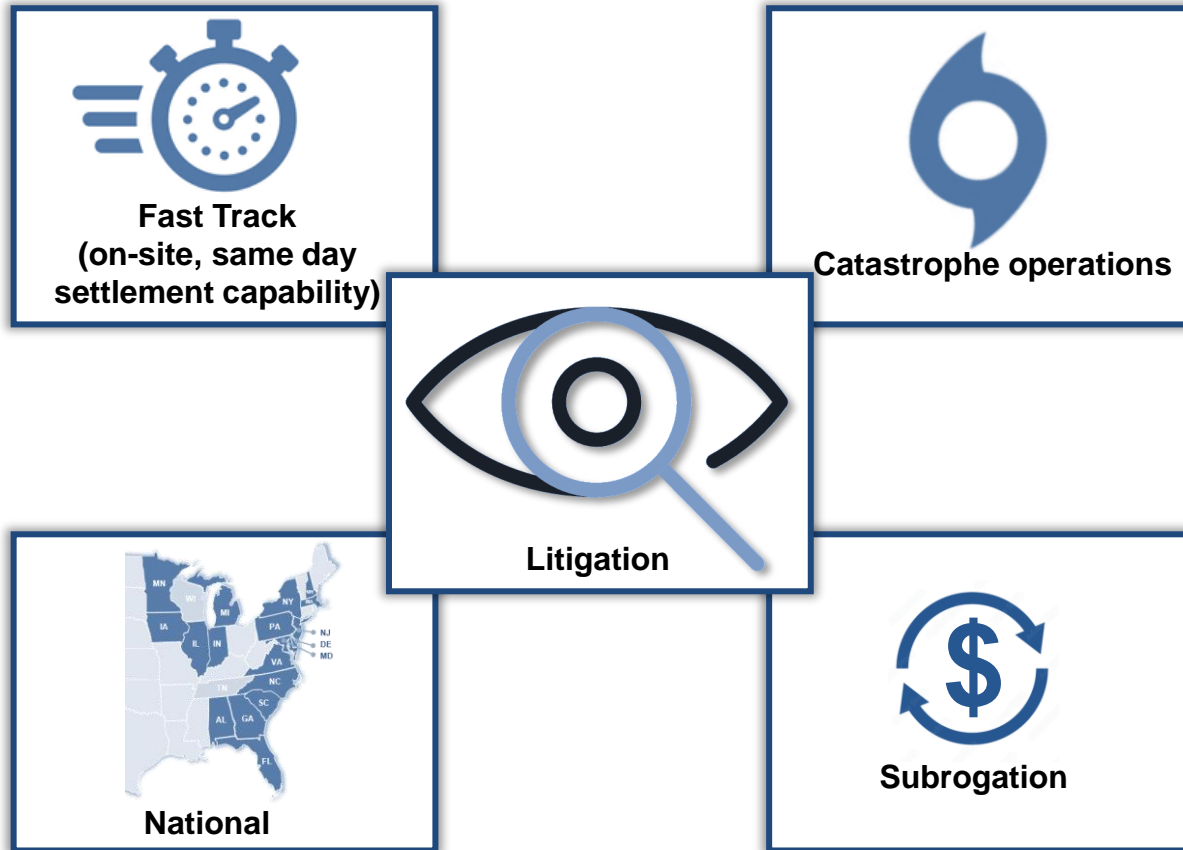 Fast Track
(on-site, same day
settlement capability)
Catastrophe operations
Litigation
MN
WI
MI
NY
IA
IL
IN
PA
NJ
DE
MD
VA
TN
NC
SC
AL
GA
FL
National
$
Subrogation